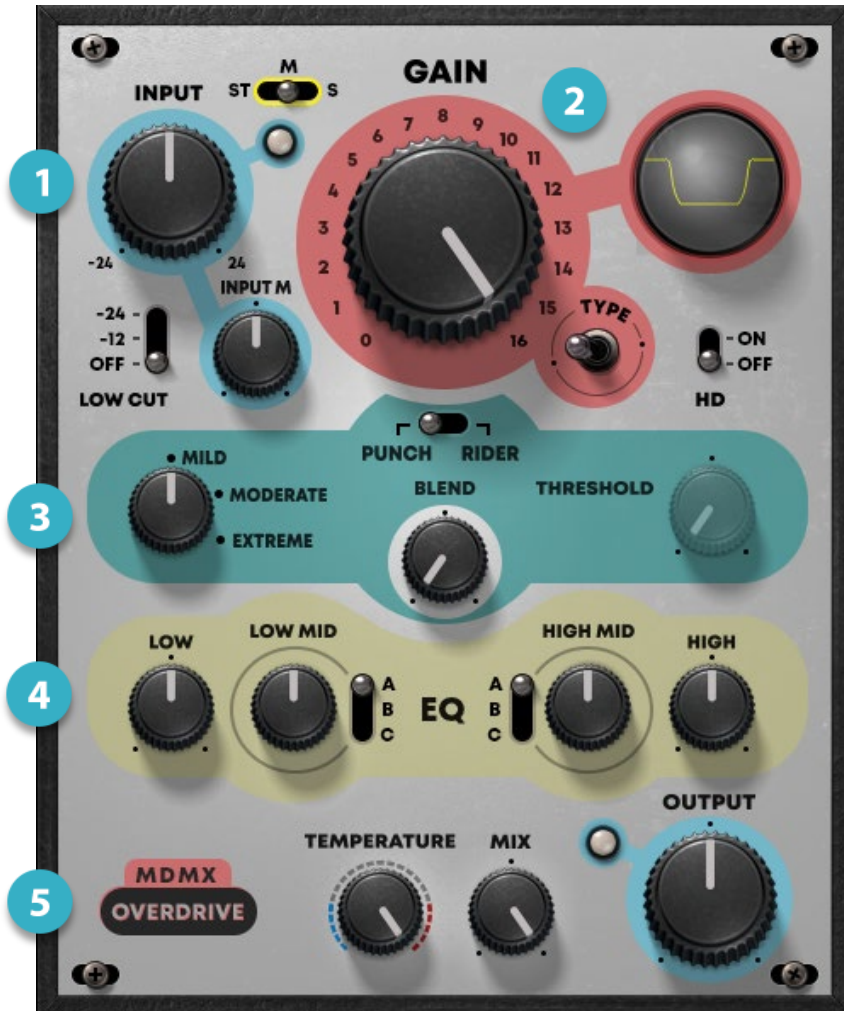 M
ST S
GAIN
2
INPUT
1
0 1 2 3 4 5 6 7 8 9 10 11 12 13 14 15 16
-24 24
INPUT M
TYPE
-24
-12
OFF
LOW CUT
ON
OFF
HD
PUNCH RIDER
3
MILD
MODERATE
EXTREME
BLEND
THRESHOLD
4
LOW
LOW MID
A
B
C
EQ
A
B
C
HIGH MID
HIGH
5
MDMX
OVERDRIVE
TEMPERATURE
MIX
OUTPUT